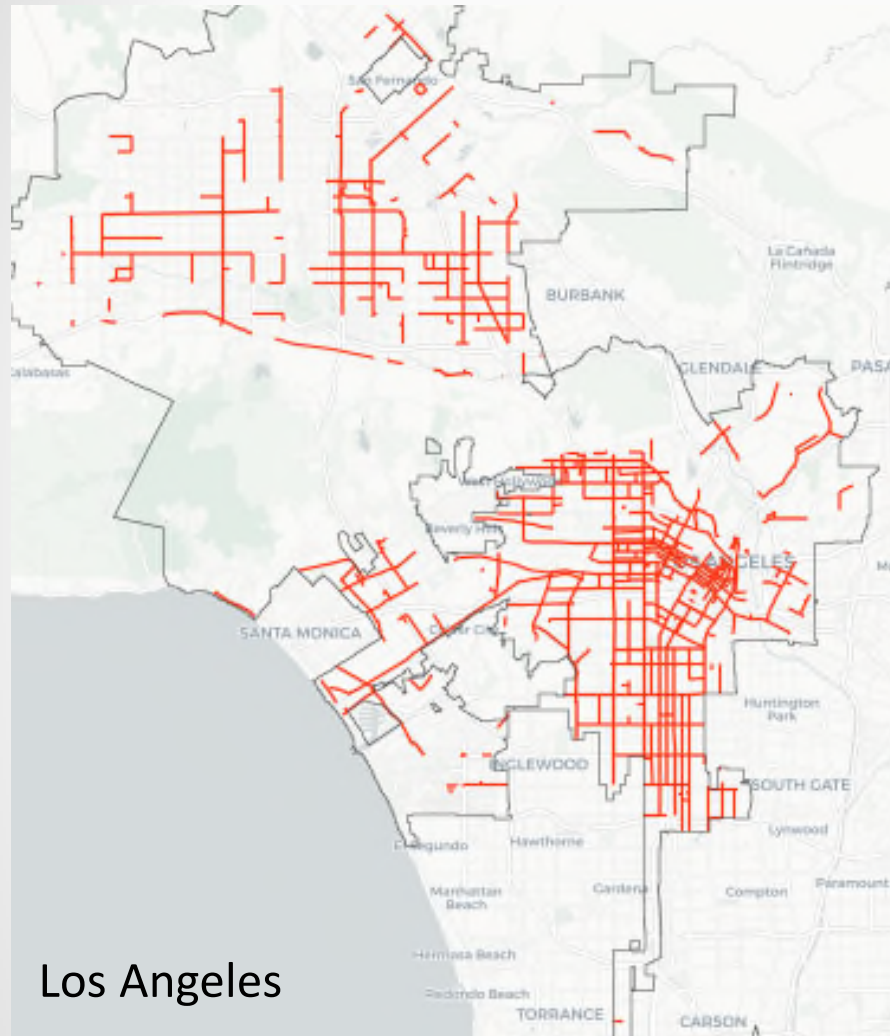 San Fernando
La Cañada
Flintridge
BURBANK
GLENDALE
PASA
alabasas
West Hollywood
Beverly Hills
LOS ANGELES
SANTA MONICA
Culver City
Huntington
Park
INGLEWOOD
SOUTH GATE
Lynwood
El Segundo
Hawthorne
Manhattan
Beach
Gardena
Compton
Paramount
Hermosa Beach
Los Angeles
Redondo Beach
TORRANCE
CARSON